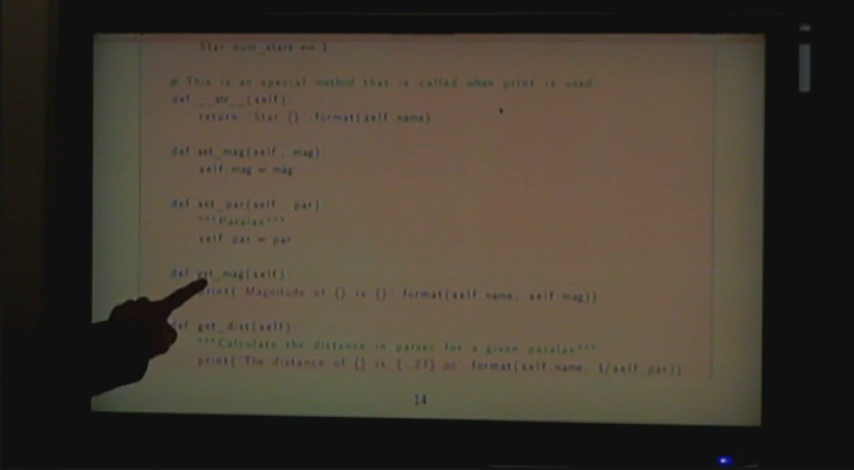 Star num_stars += 1
# This is an special method that is called when print is used
def __str__(self):
return 'Star {}'.format(self.name)
def set_mag(self, mag):
self.mag = mag
def set_par(self, par):
"""Paralax"""
self.par = par
def get_mag(self):
print('Magnitude of {} is {}'.format(self.name, self.mag))
def get_dist(self):
"""Calculate the distance in parsec for a given paralax"""
print('The distance of {} is {:.2f} pc'.format(self.name, 1/self.par))
14